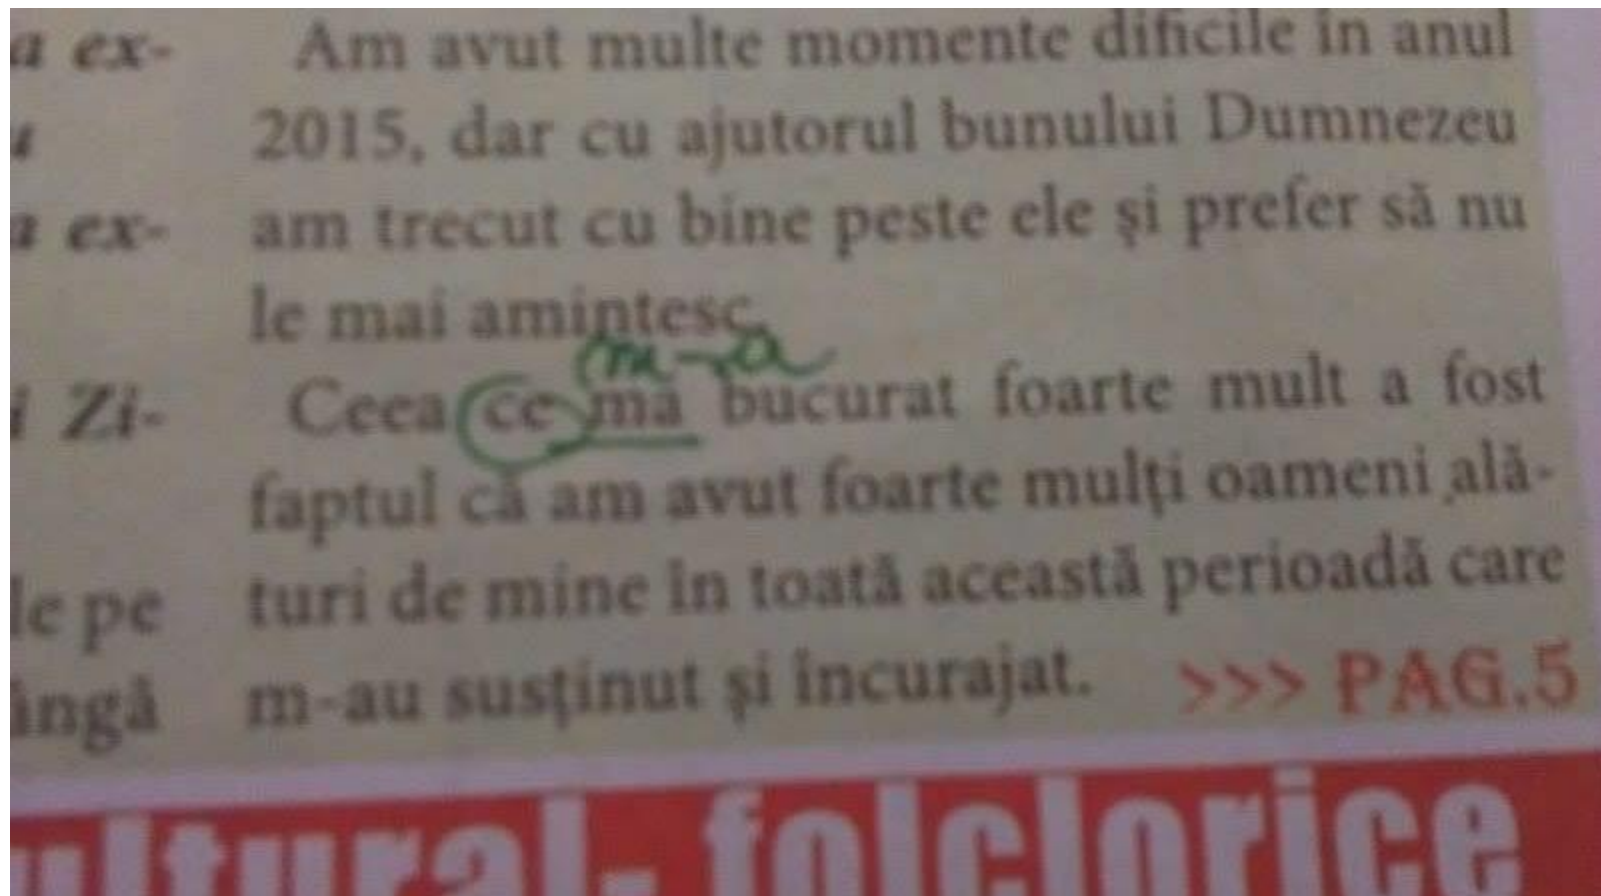 a ex-
u
a ex-
i Zi-
le pe
ângă
Am avut multe momente dificile în anul
2015, dar cu ajutorul bunului Dumnezeu
am trecut cu bine peste ele și prefer să nu
le mai amintesc.
m-a
Ceea ce ma bucurat foarte mult a fost
faptul că am avut foarte mulți oameni ,ală-
turi de mine în toată această perioadă care
m-au susținut și încurajat. >>> PAG.5
ultural- folclorice